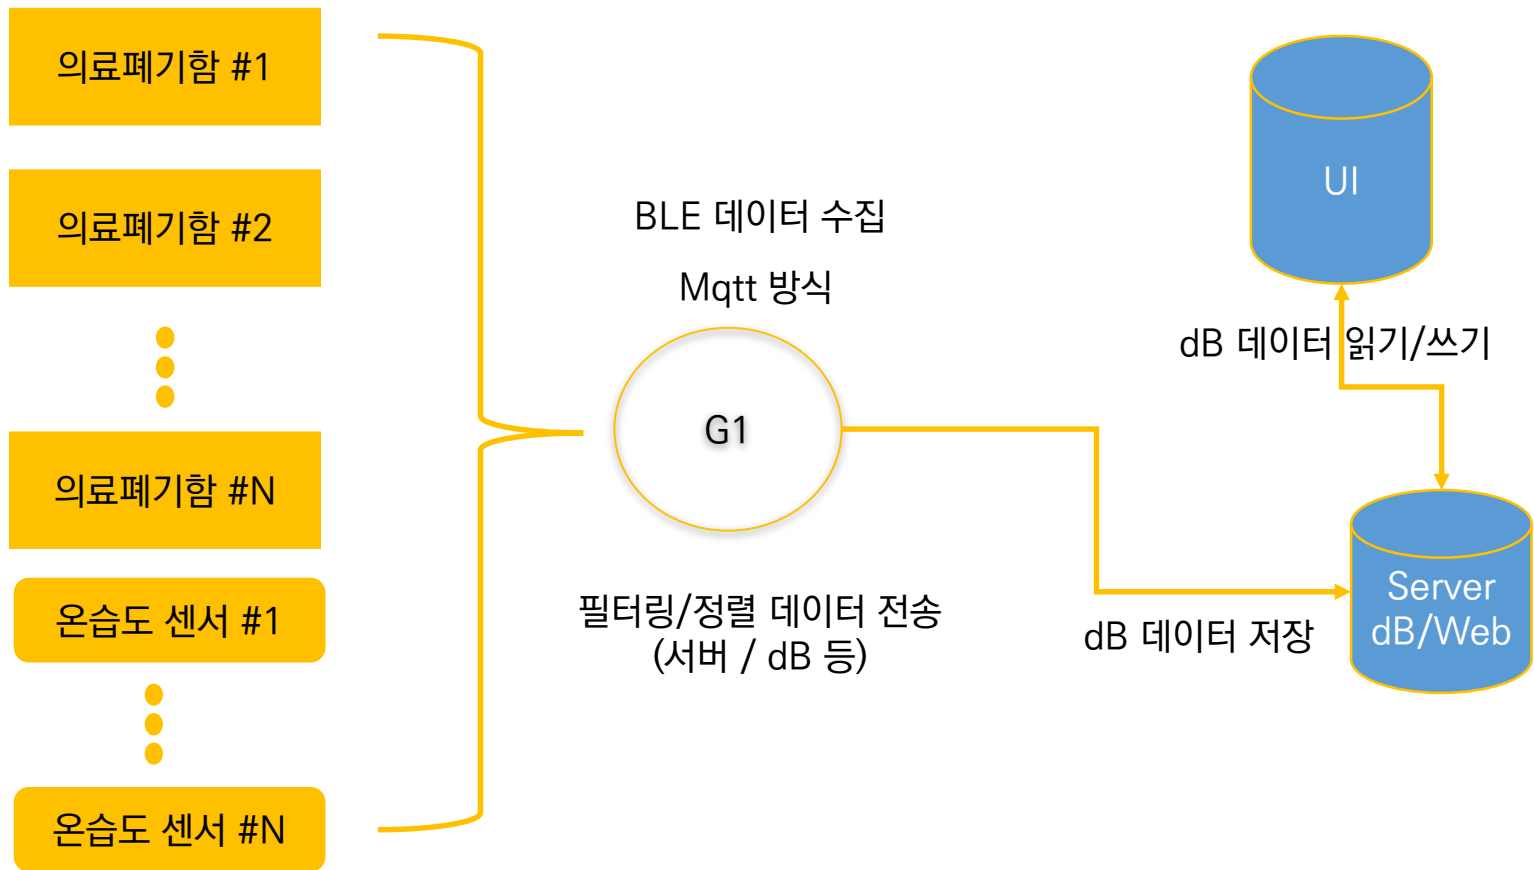 의료폐기함 #1
의료폐기함 #2
의료폐기함 #N
온습도 센서 #1
온습도 센서 #N
BLE 데이터 수집
Mqtt 방식
G1
필터링/정렬 데이터 전송
(서버 / dB 등)
UI
dB 데이터 읽기/쓰기
dB 데이터 저장
Server
dB/Web